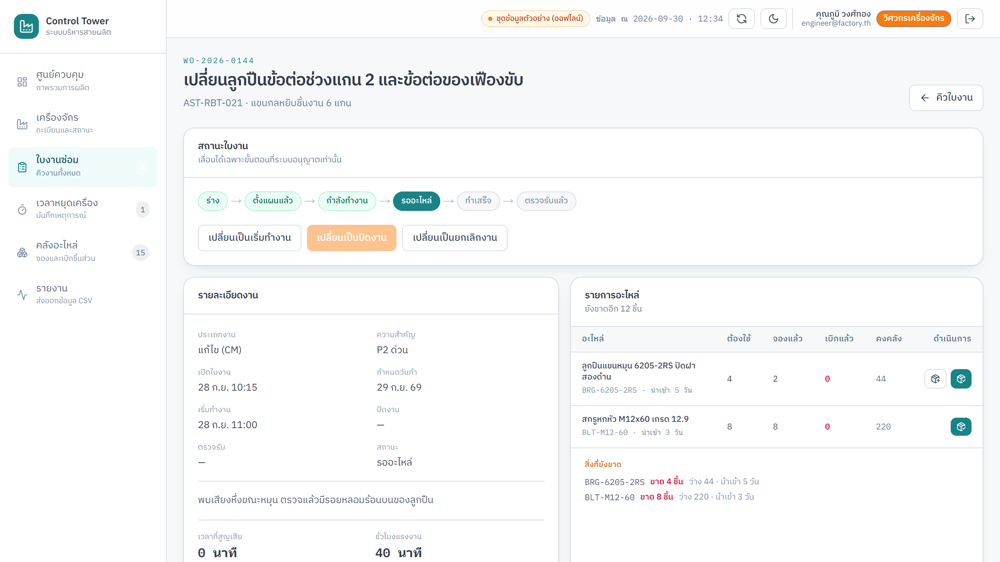 Control Tower
ระบบบริหารสายผลิต
ชุดข้อมูลตัวอย่าง (ออฟไลน์)
ข้อมูล ณ 2026-09-30 · 12:34
คุณภูมิ วงศ์ทอง
engineer@factory.th
วิศวกรเครื่องจักร
ศูนย์ควบคุม
ภาพรวมการผลิต
เครื่องจักร
ทะเบียนและสถานะ
ใบงานซ่อม
คิวงานทั้งหมด
4
เวลาหยุดเครื่อง
บันทึกเหตุการณ์
1
คลังอะไหล่
จองและเบิกชิ้นส่วน
15
รายงาน
ส่งออกข้อมูล CSV
WO-2026-0144
เปลี่ยนลูกปืนข้อต่อช่วงแกน 2 และข้อต่อของเฟืองขับ
AST-RBT-021 · แขนกลหยิบชิ้นงาน 6 แกน
คิวใบงาน
สถานะใบงาน
เลื่อนได้เฉพาะขั้นตอนที่ระบบอนุญาตเท่านั้น
ร่าง → ตั้งแผนแล้ว → กำลังทำงาน → รออะไหล่ → ทำเสร็จ → ตรวจรับแล้ว
เปลี่ยนเป็นเริ่มทำงาน เปลี่ยนเป็นปิดงาน เปลี่ยนเป็นยกเลิกงาน
รายละเอียดงาน
ประเภทงาน ความสำคัญ
แก้ไข (CM) P2 ด่วน
เปิดใบงาน กำหนดวันทำ
28 ก.ย. 10:15 29 ก.ย. 69
เริ่มทำงาน ปิดงาน
28 ก.ย. 11:00 —
ตรวจรับ สถานะ
— รออะไหล่
พบเสียงหึ่งขณะหมุน ตรวจแล้วมีรอยหลอมร้อนบนของลูกปืน
เวลาที่สูญเสีย ชั่วโมงแรงงาน
0 นาที 40 นาที
รายการอะไหล่
ยังขาดอีก 12 ชิ้น
อะไหล่ ต้องใช้ จองแล้ว เบิกแล้ว คงคลัง ดำเนินการ
ลูกปืนแขนหมุน 6205-2RS ปิดฝา
สองด้าน
BRG-6205-2RS · นำเข้า 5 วัน
4 2 0 44
สกรูหกหัว M12x60 เกรด 12.9
BLT-M12-60 · นำเข้า 3 วัน
8 8 0 220
สิ่งที่ยังขาด
BRG-6205-2RS ขาด 4 ชิ้น ว่าง 44 · นำเข้า 5 วัน
BLT-M12-60 ขาด 8 ชิ้น ว่าง 220 · นำเข้า 3 วัน